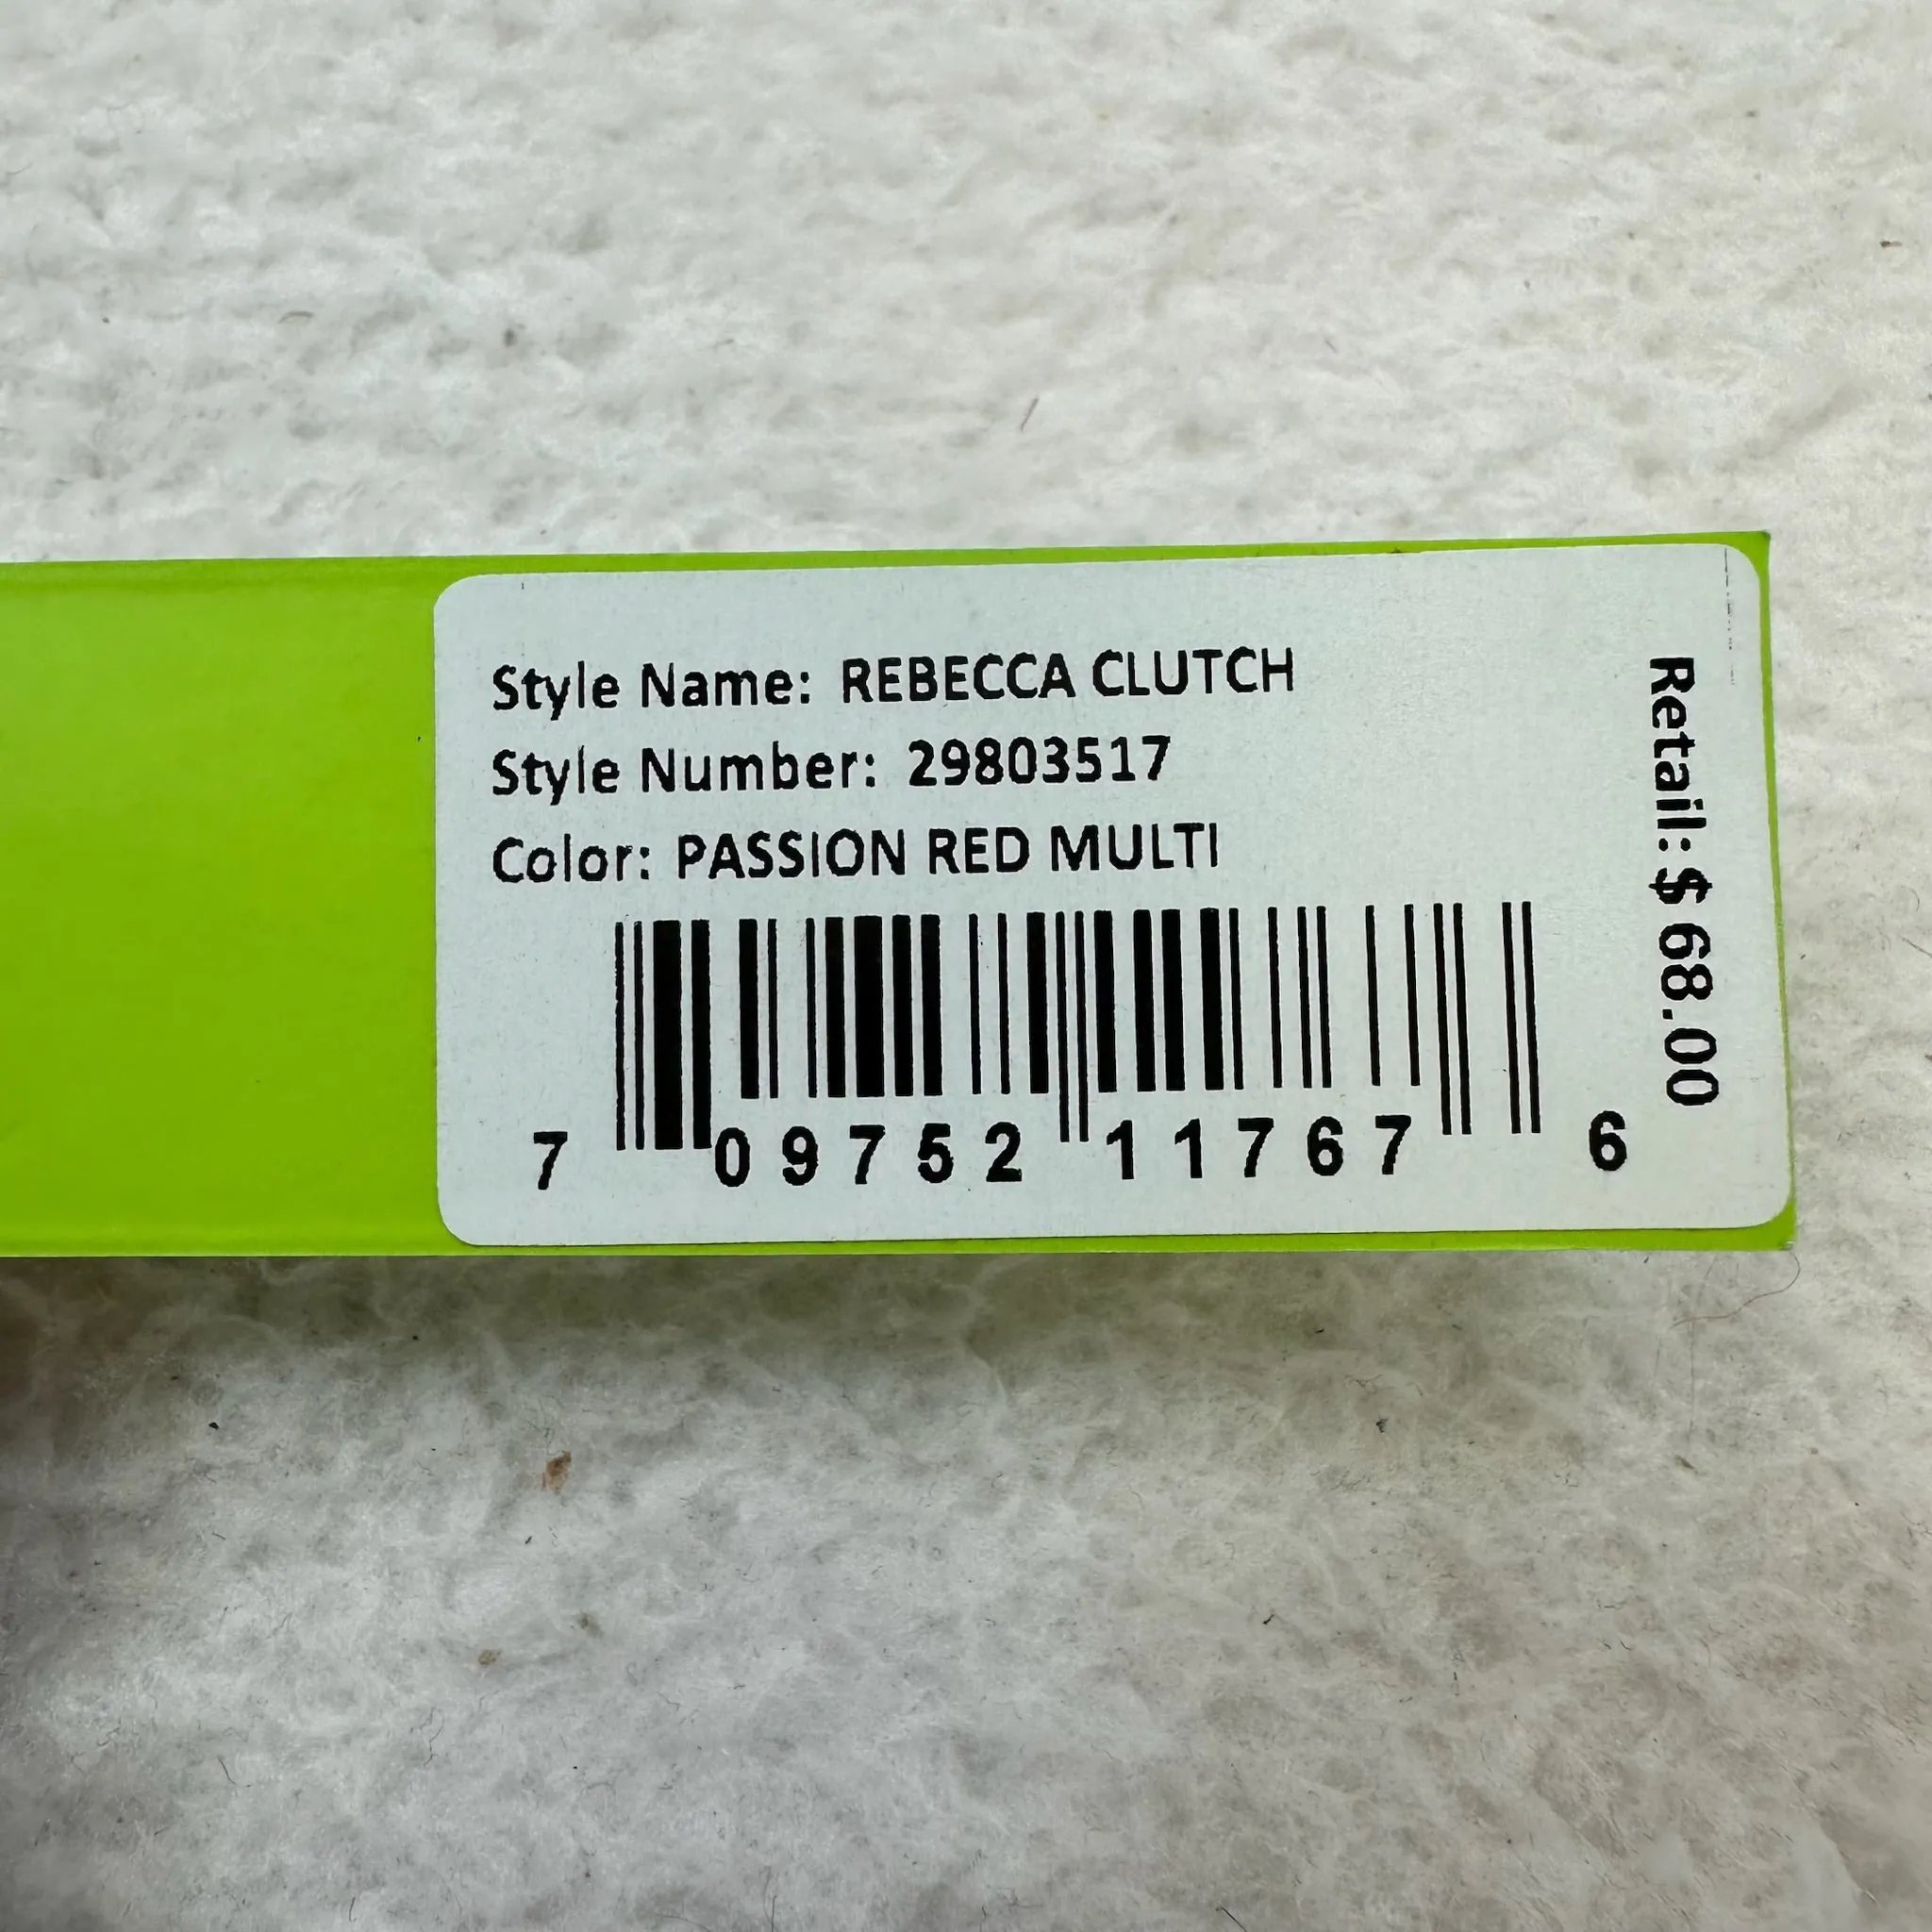 Style Name: REBECCA CLUTCH
Style Number: 29803517
Color: PASSION RED MULTI
7 09752 11767 6
Retail: $ 68.00